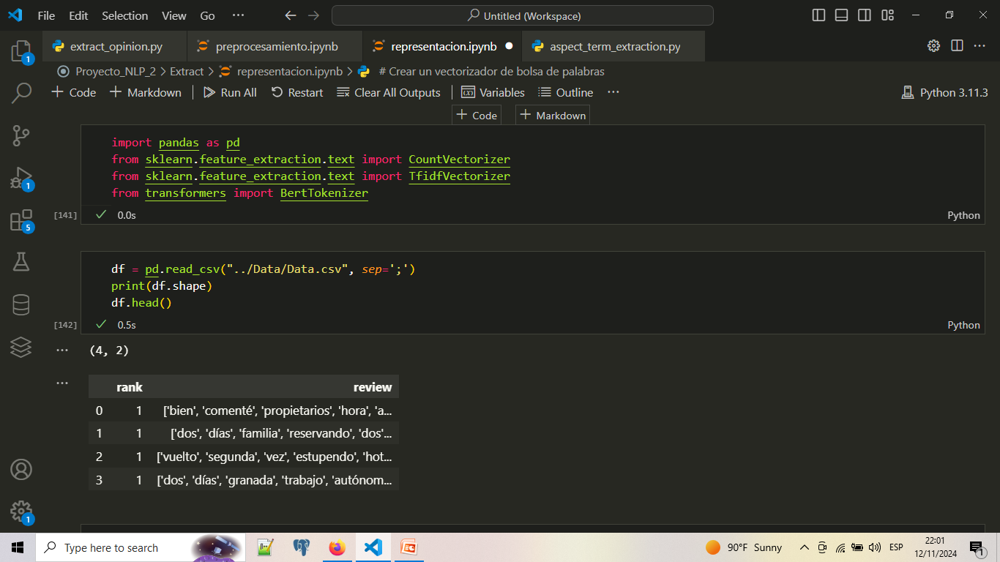 File Edit Selection View Go ··· Untitled (Workspace)
extract_opinion.py preprocesamiento.ipynb representacion.ipynb aspect_term_extraction.py ···
Proyecto_NLP_2 > Extract > representacion.ipynb > # Crear un vectorizador de bolsa de palabras
+ Code + Markdown | Run All Restart Clear All Outputs | Variables Outline ··· Python 3.11.3
+ Code + Markdown
import pandas as pd
from sklearn.feature_extraction.text import CountVectorizer
from sklearn.feature_extraction.text import TfidfVectorizer
from transformers import BertTokenizer
[141] ✓ 0.0s Python
df = pd.read_csv("../Data/Data.csv", sep=';')
print(df.shape)
df.head()
[142] ✓ 0.5s Python
··· (4, 2)
···
rank review
0 1 ['bien', 'comenté', 'propietarios', 'hora', 'a...
1 1 ['dos', 'días', 'familia', 'reservando', 'dos'...
2 1 ['vuelto', 'segunda', 'vez', 'estupendo', 'hot...
3 1 ['dos', 'días', 'granada', 'trabajo', 'autónom...
1
1
5
1
Type here to search 90°F Sunny ESP 22:01
12/11/2024 1